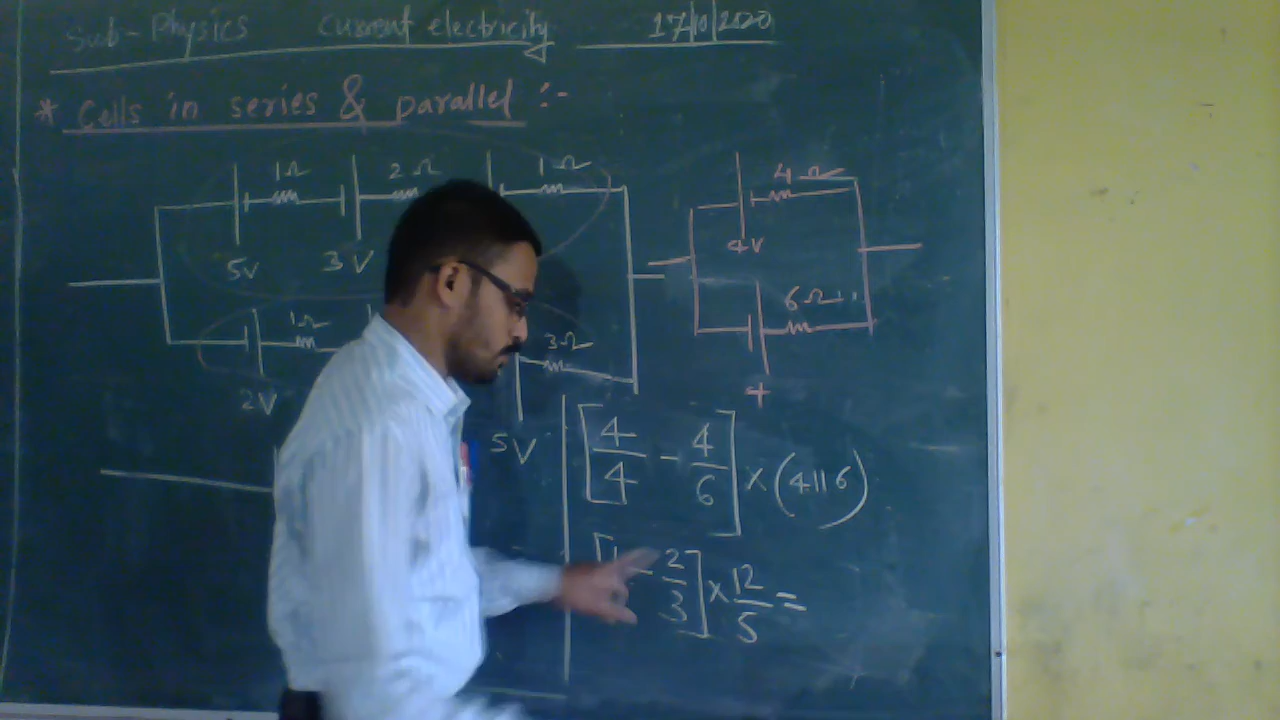 Sub-Physics Current electricity 17/10/2020
* Cells in series & parallel :-
1Ω 2Ω 1Ω 4Ω
5V 3V 4V
1Ω 3Ω 6Ω
2V 5V +
[4/4 - 4/6] × (4||6)
[1 - 2/3] × 12/5 =